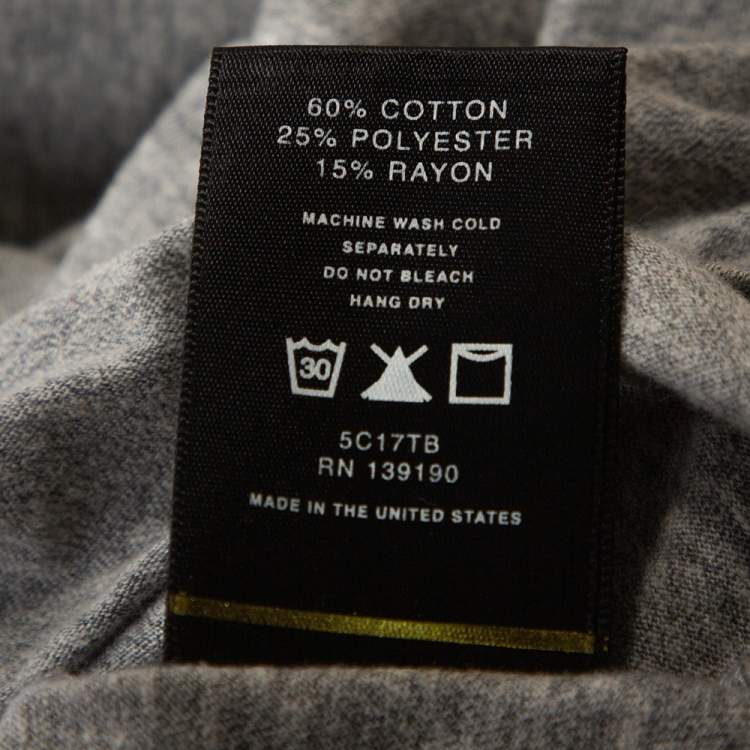 60% COTTON
25% POLYESTER
15% RAYON
MACHINE WASH COLD
SEPARATELY
DO NOT BLEACH
HANG DRY
30
5C17TB
RN 139190
MADE IN THE UNITED STATES